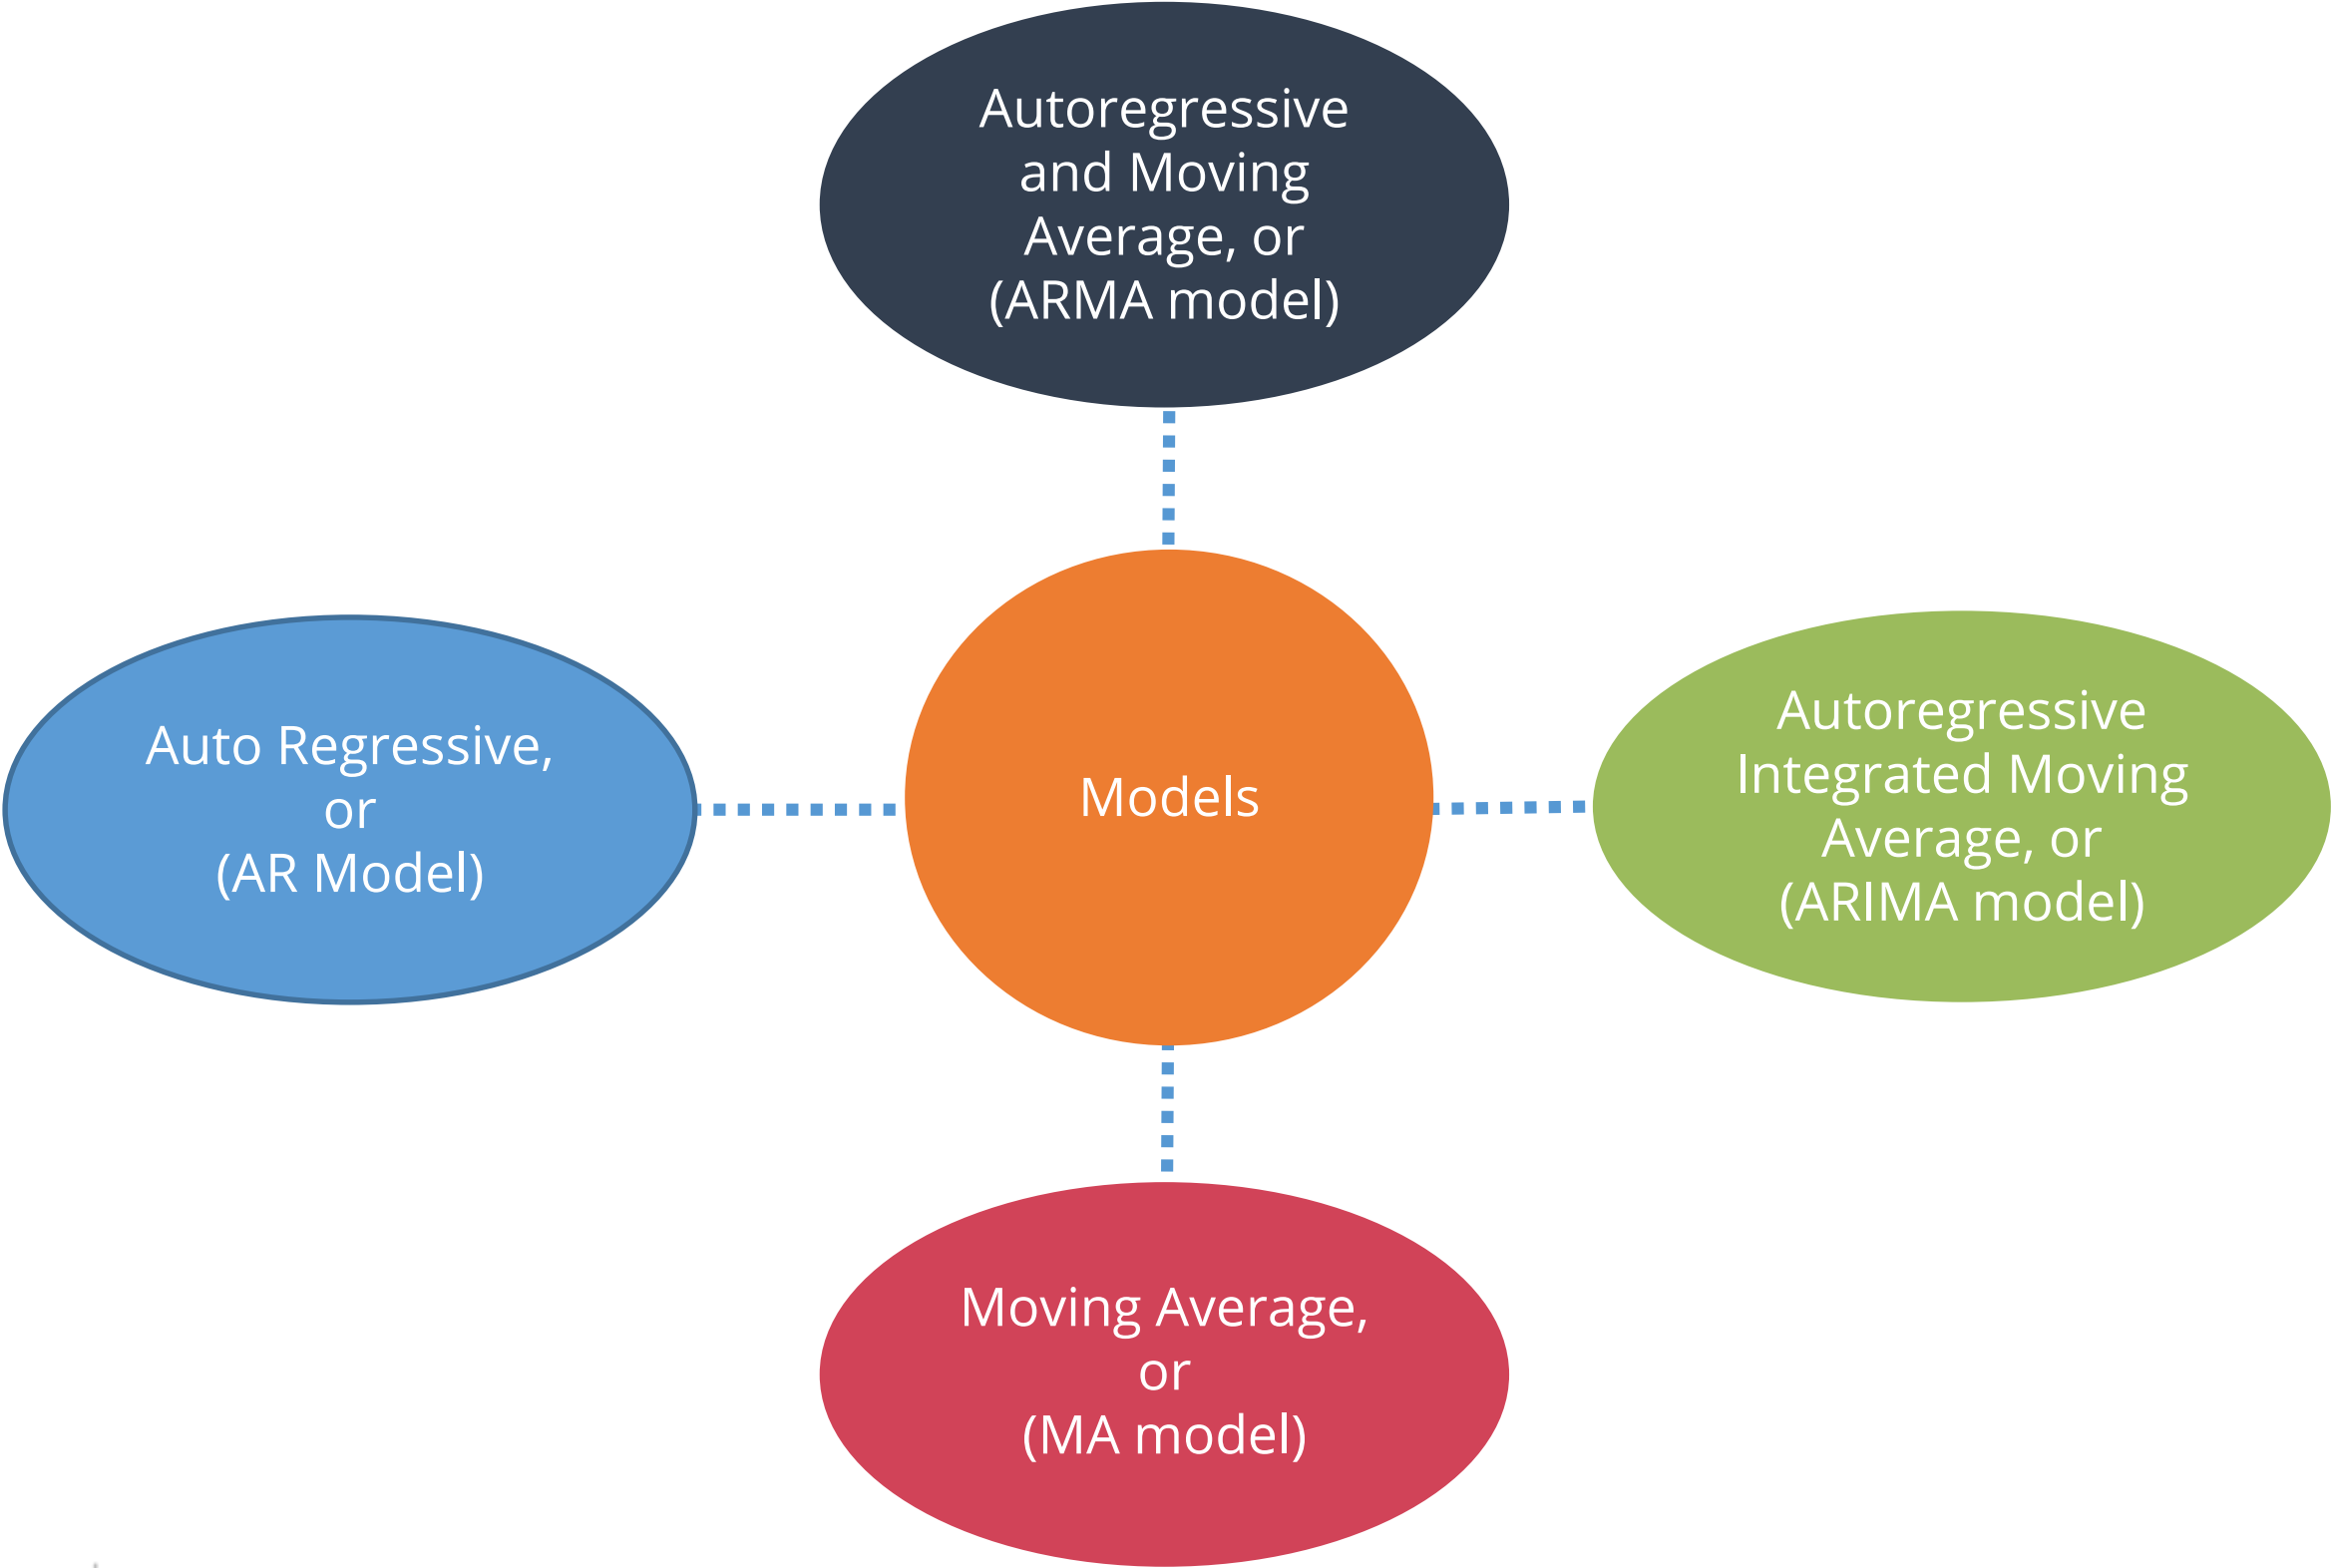 Autoregressive
and Moving
Average, or
(ARMA model)
Auto Regressive,
or
(AR Model)
Models
Autoregressive
Integrated Moving
Average, or
(ARIMA model)
Moving Average,
or
(MA model)